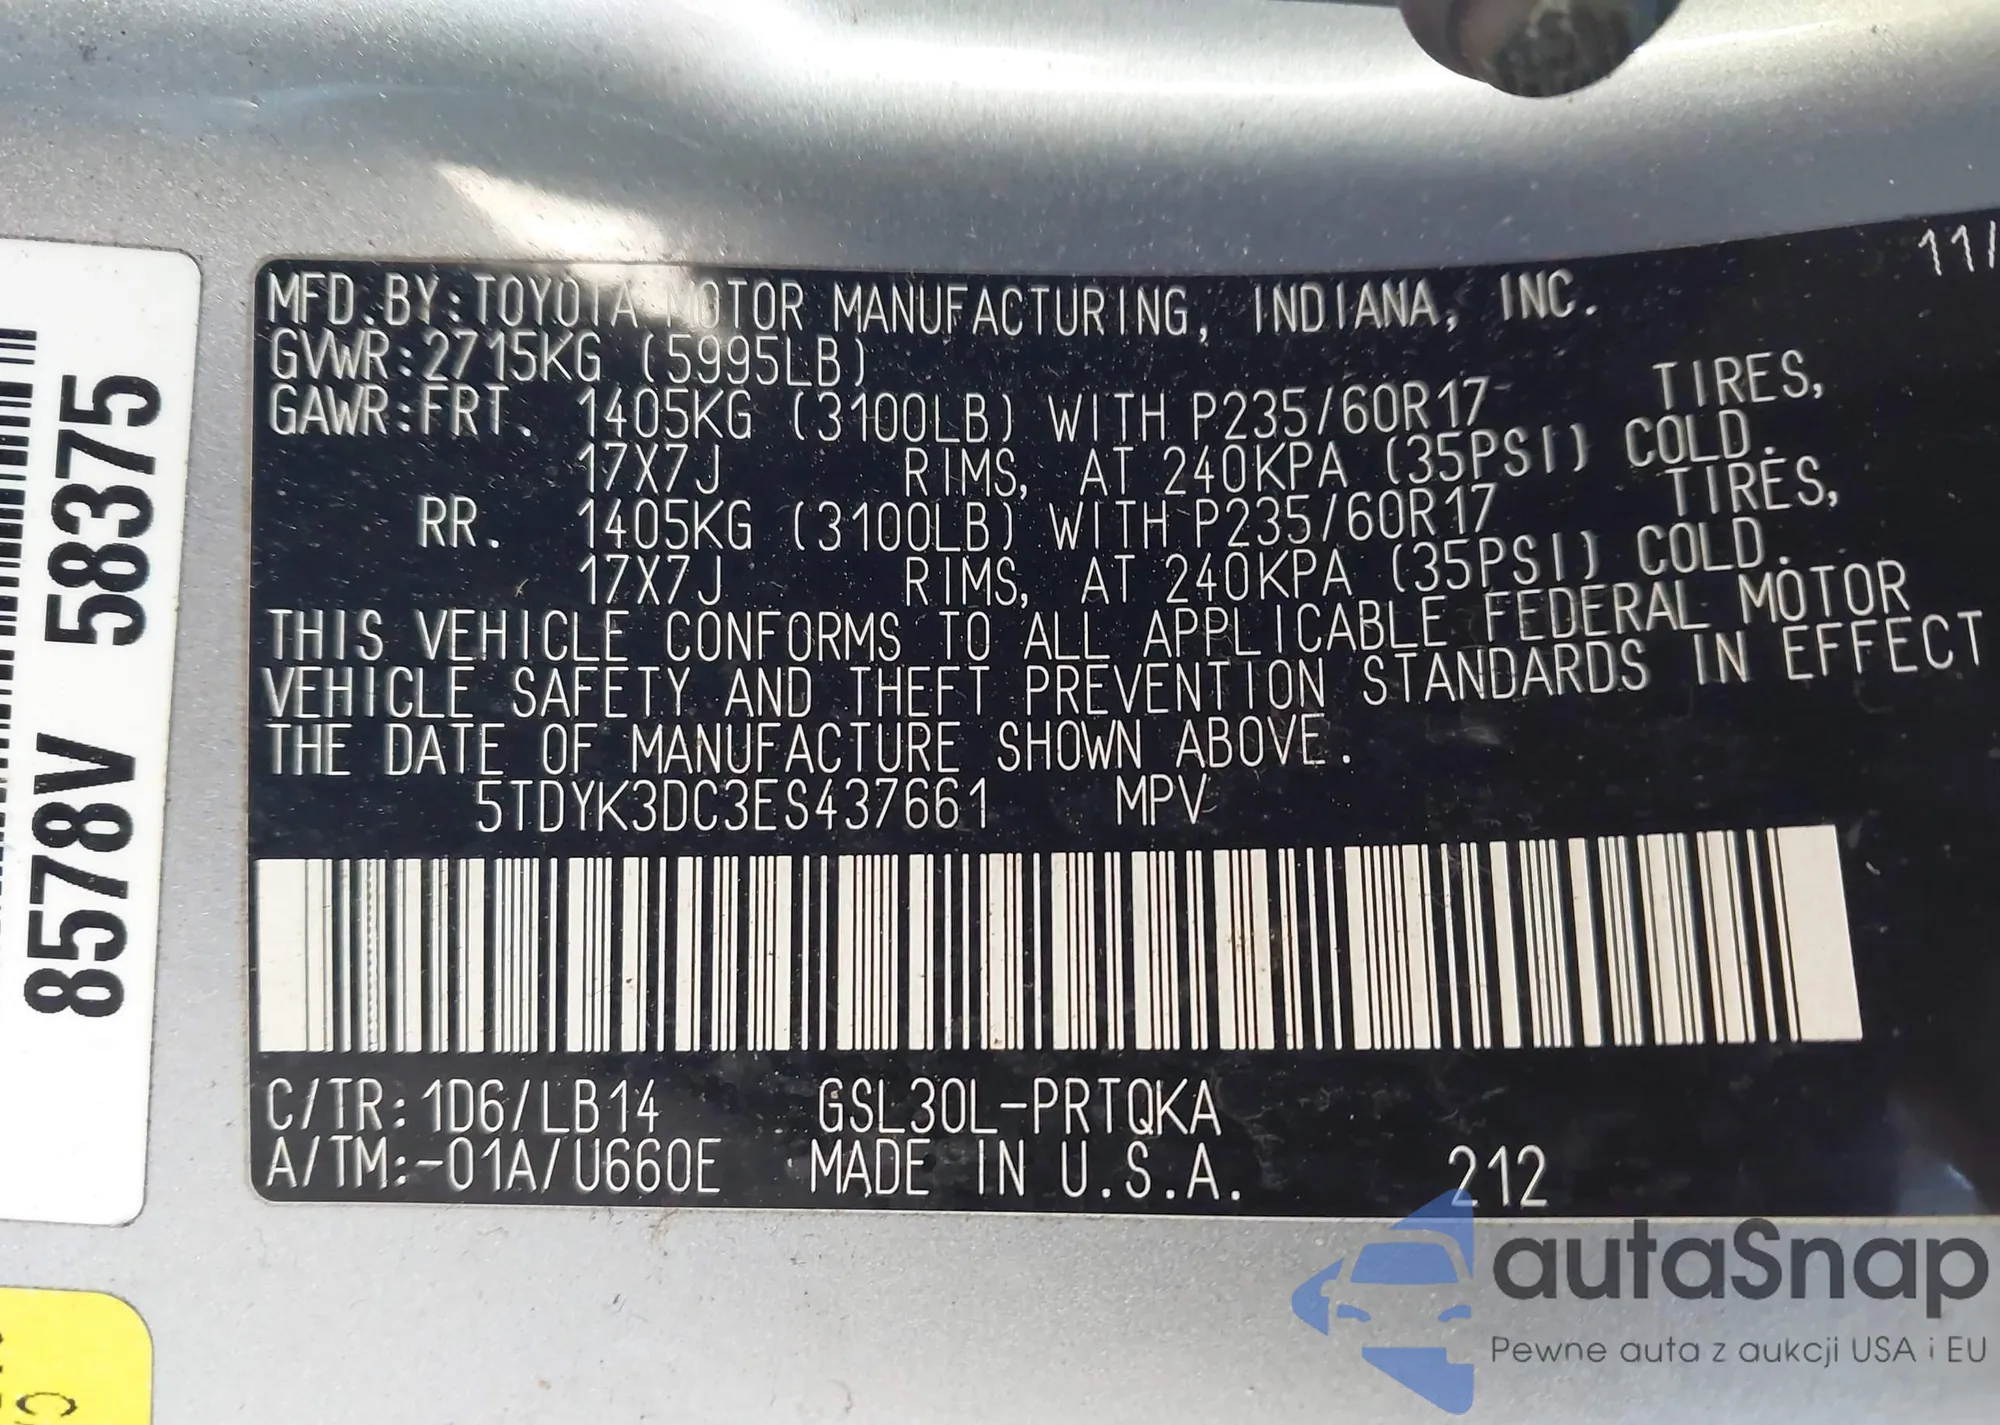 11/
MFD.BY:TOYOTA MOTOR MANUFACTURING, INDIANA, INC.
GVWR:2715KG (5995LB)
GAWR:FRT. 1405KG (3100LB) WITH P235/60R17 TIRES,
17X7J RIMS, AT 240KPA (35PSI) COLD.
RR. 1405KG (3100LB) WITH P235/60R17 TIRES,
17X7J RIMS, AT 240KPA (35PSI) COLD.
THIS VEHICLE CONFORMS TO ALL APPLICABLE FEDERAL MOTOR
VEHICLE SAFETY AND THEFT PREVENTION STANDARDS IN EFFECT
THE DATE OF MANUFACTURE SHOWN ABOVE.
5TDYK3DC3ES437661 MPV
C/TR:1D6/LB14 GSL30L-PRTQKA
A/TM:-01A/U660E MADE IN U.S.A. 212
8578V 58375
autaSnap
Pewne auta z aukcji USA i EU